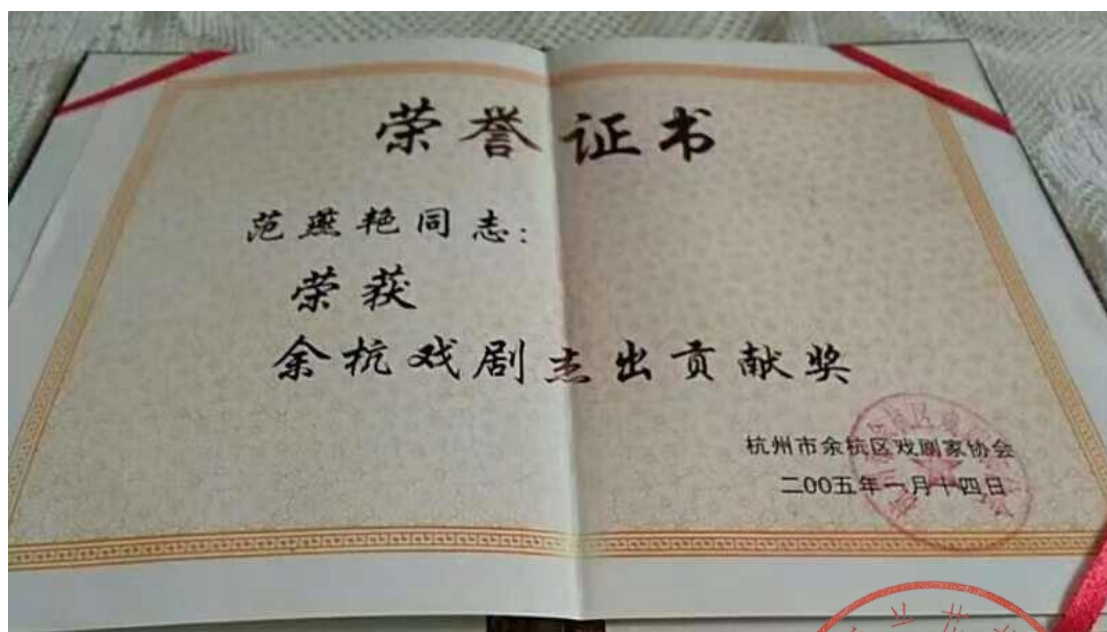 荣誉证书
范燕艳同志：
荣获
余杭戏剧杰出贡献奖
杭州市余杭区戏剧家协会
二00五年一月十四日